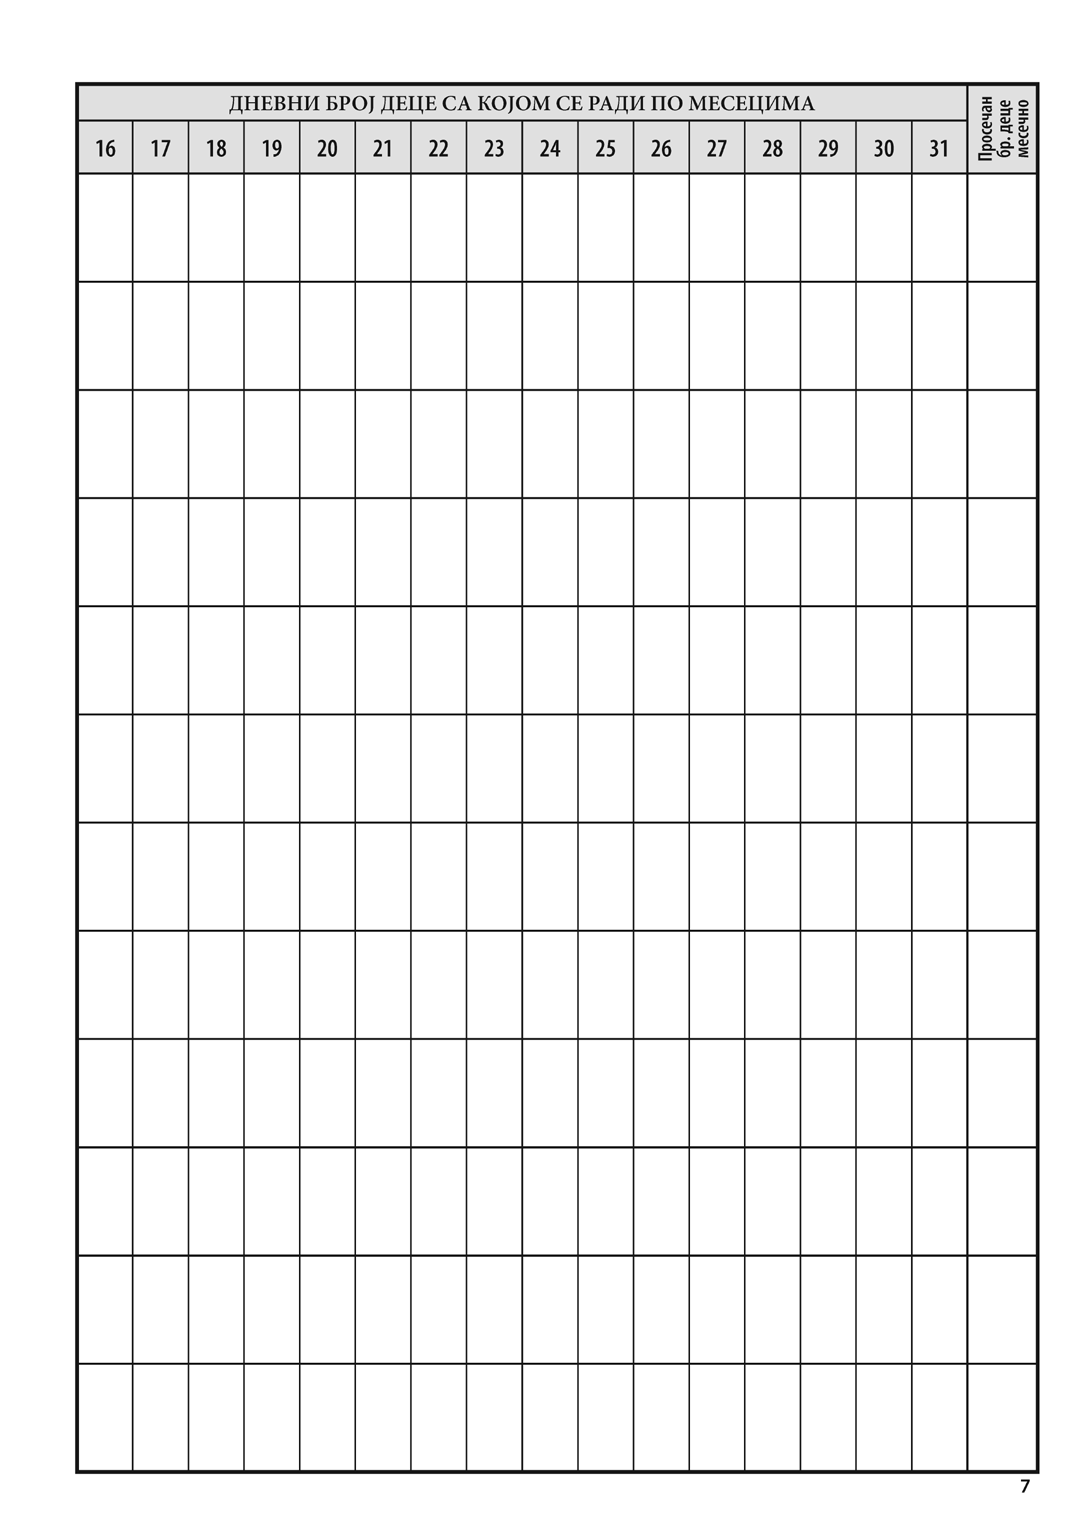 ДНЕВНИ БРОЈ ДЕЦЕ СА КОЈОМ СЕ РАДИ ПО МЕСЕЦИМА
Просечан
бр. деце
месечно
16 17 18 19 20 21 22 23 24 25 26 27 28 29 30 31
7